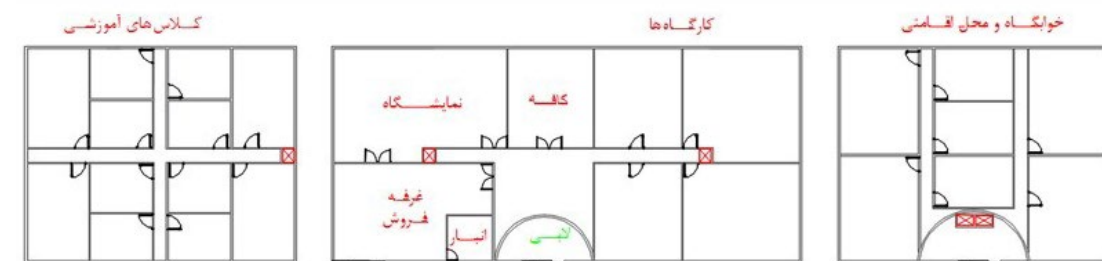 خوابگاه و محل اقامتی
کارگاه‌ها
کلاس‌های آموزشی
کافه
نمایشگاه
غرفه
فروش
انبار
لابی